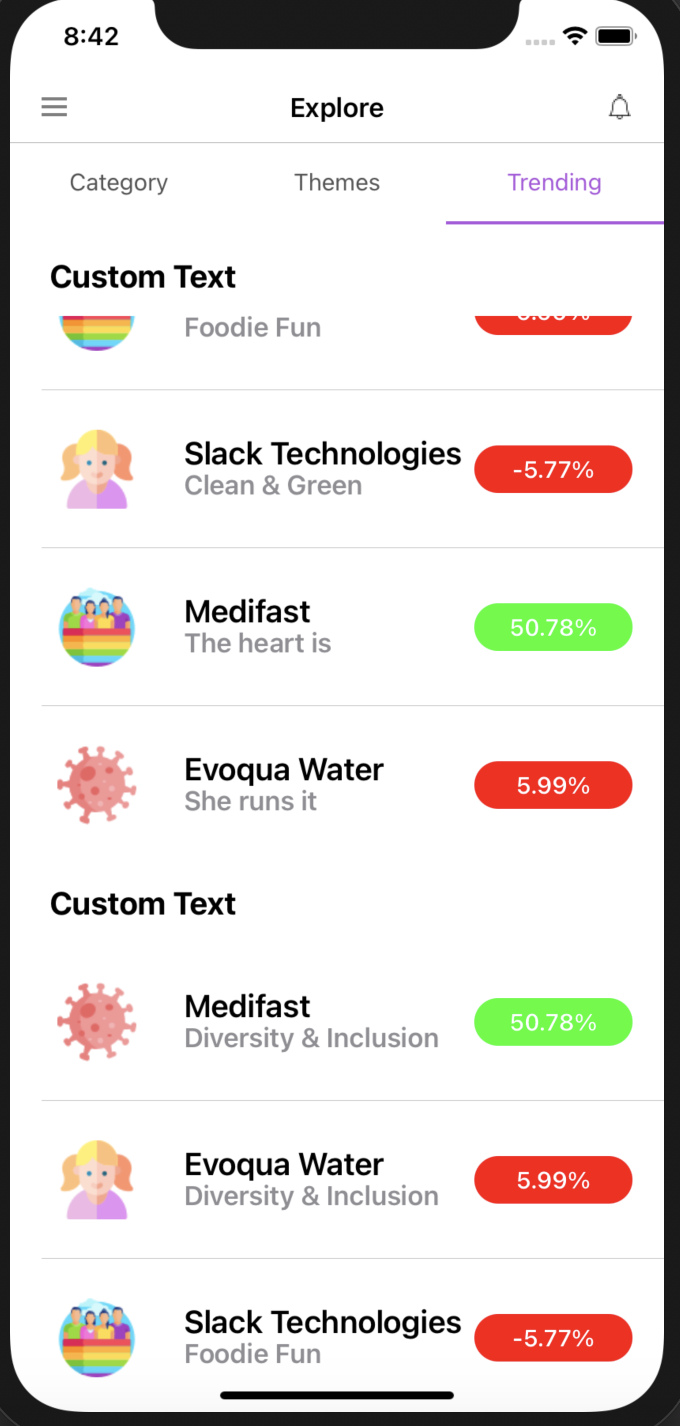 8:42
Explore
Category Themes Trending
Custom Text
Foodie Fun
Slack Technologies
Clean & Green
-5.77%
Medifast
The heart is
50.78%
Evoqua Water
She runs it
5.99%
Custom Text
Medifast
Diversity & Inclusion
50.78%
Evoqua Water
Diversity & Inclusion
5.99%
Slack Technologies
Foodie Fun
-5.77%